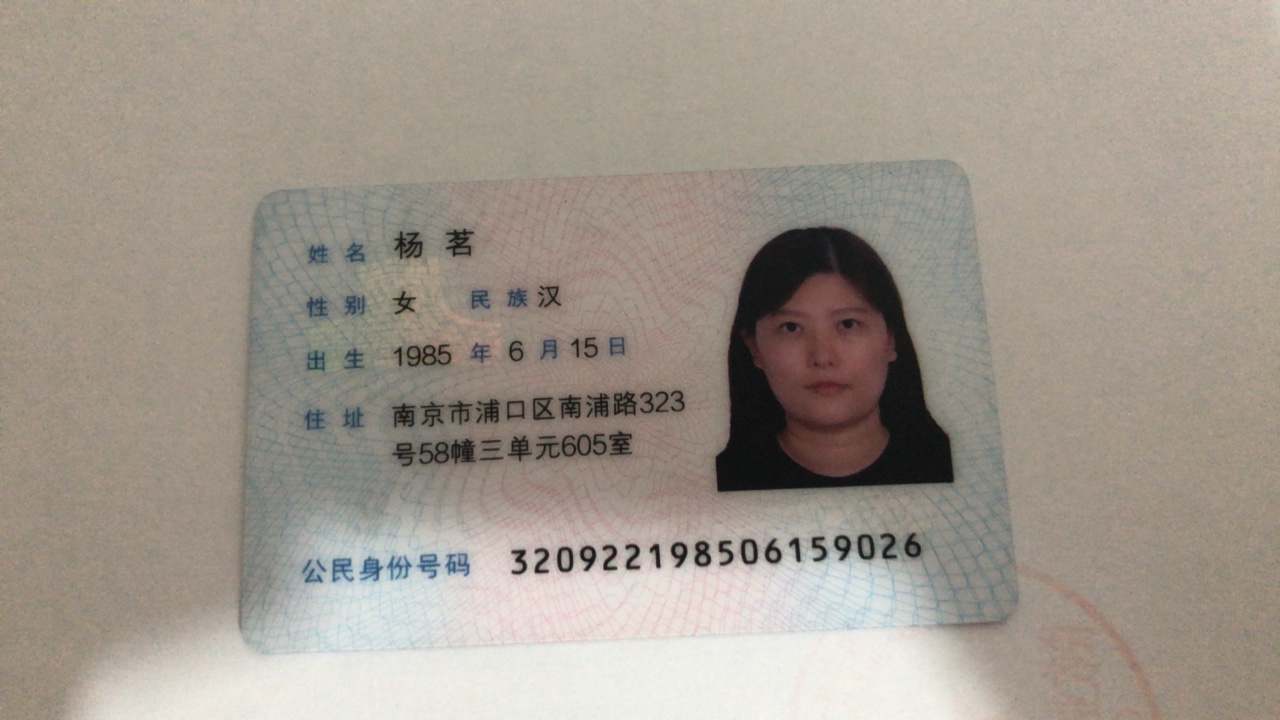 姓名 杨茗
性别 女 民族 汉
出生 1985 年 6 月 15 日
住址 南京市浦口区南浦路323
号58幢三单元605室
公民身份号码 320922198506159026